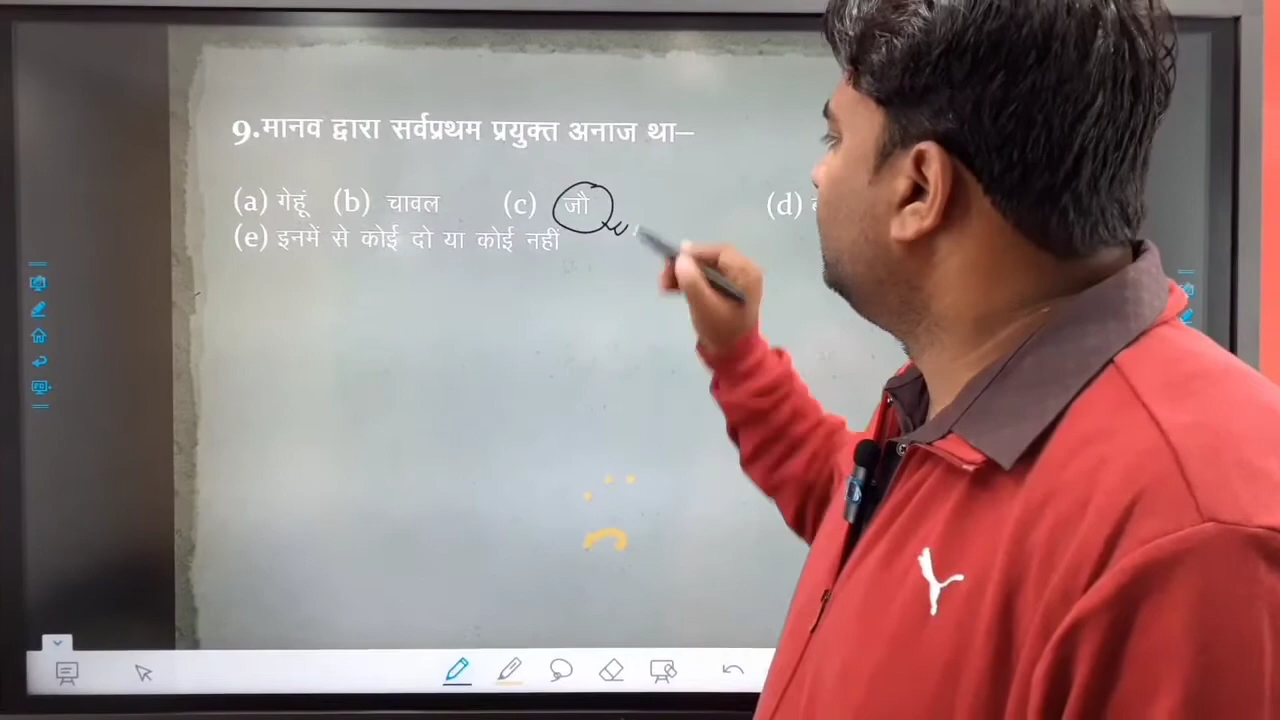 9.मानव द्वारा सर्वप्रथम प्रयुक्त अनाज था–
(a) गेहूं (b) चावल (c) जौ (d)
(e) इनमें से कोई दो या कोई नहीं